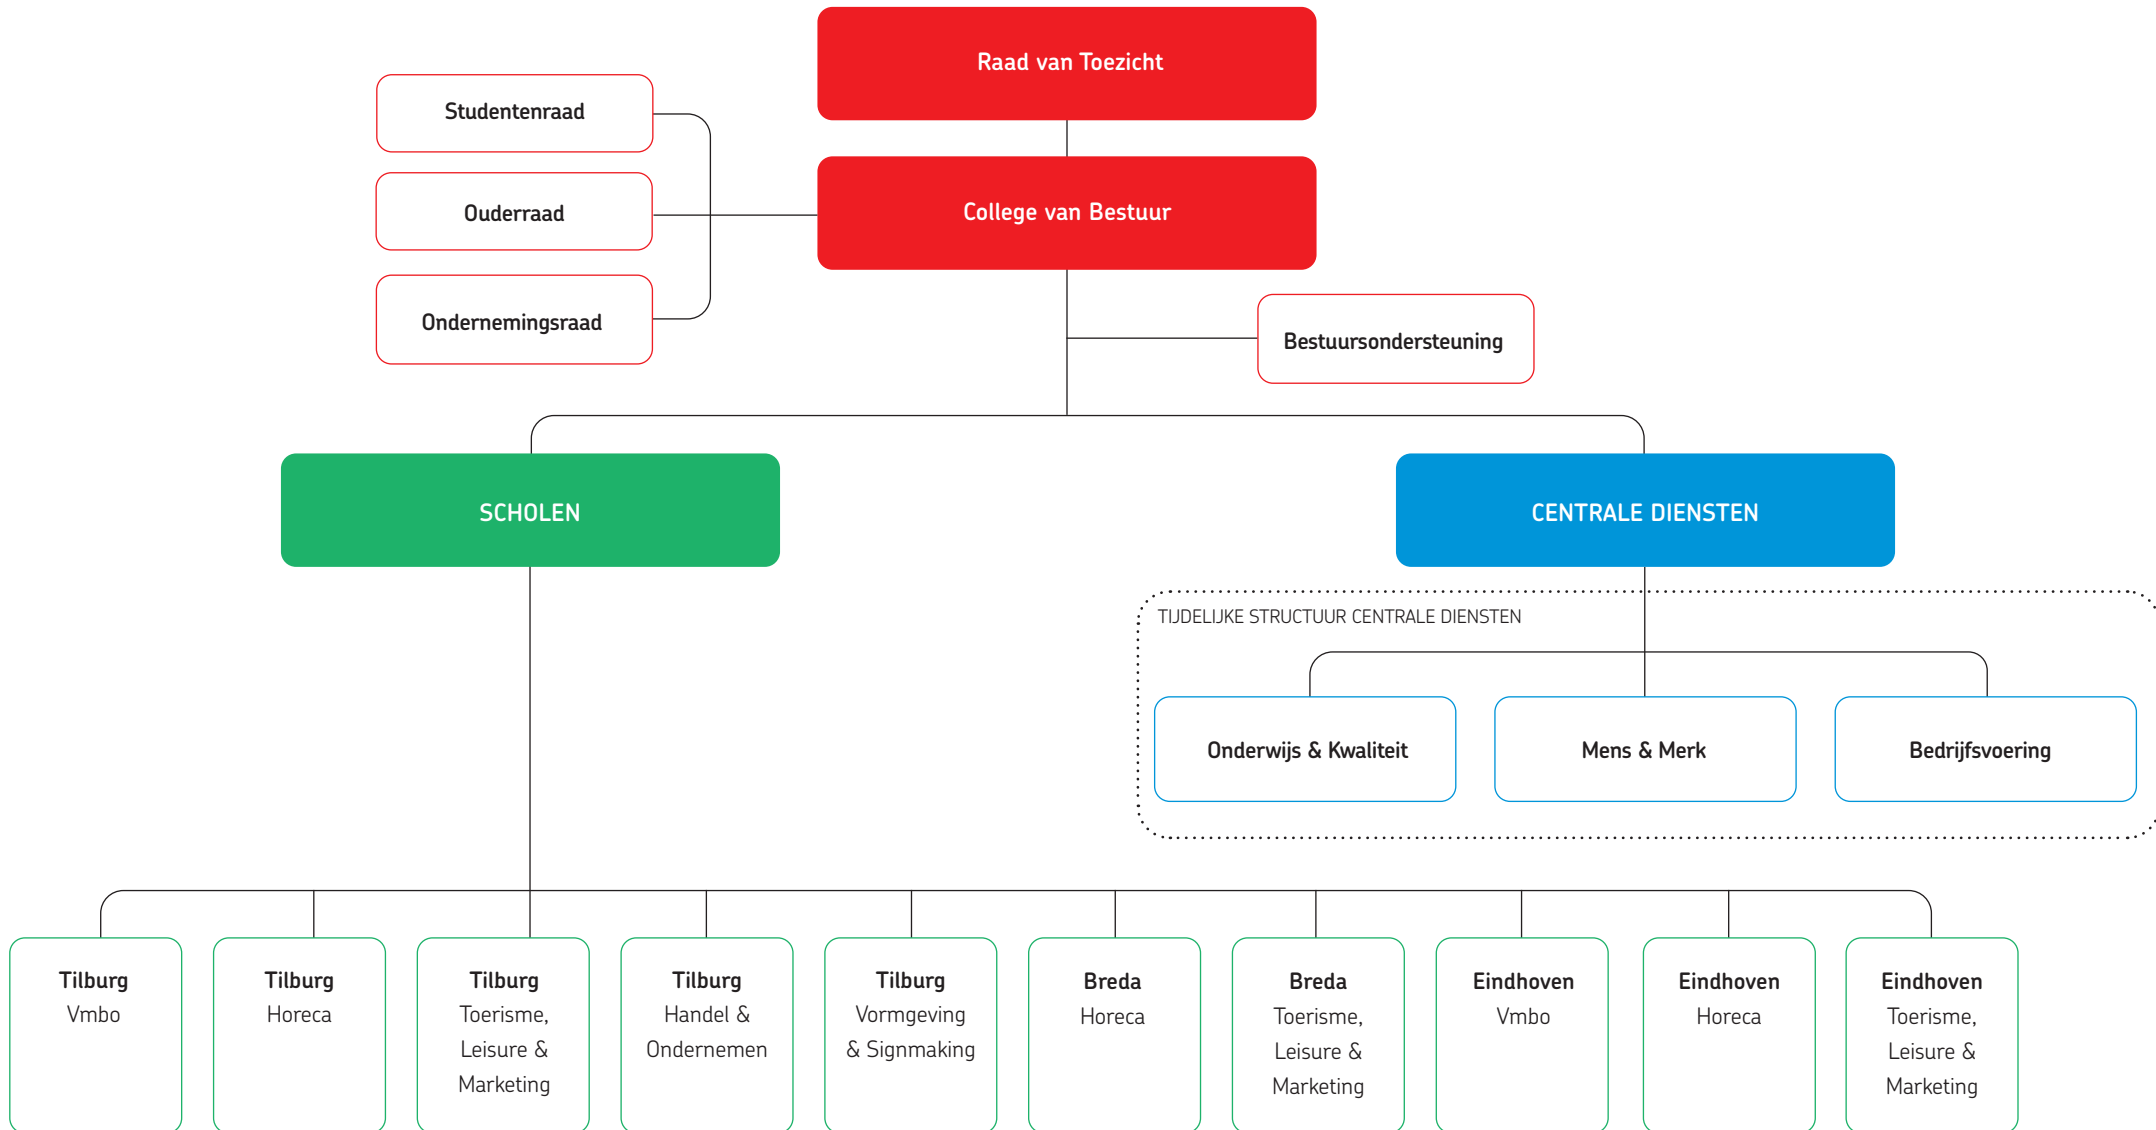 Raad van Toezicht
Studentenraad
Ouderraad
College van Bestuur
Ondernemingsraad
Bestuursondersteuning
SCHOLEN
CENTRALE DIENSTEN
TIJDELIJKE STRUCTUUR CENTRALE DIENSTEN
Onderwijs & Kwaliteit
Mens & Merk
Bedrijfsvoering
Tilburg
Vmbo
Tilburg
Horeca
Tilburg
Toerisme,
Leisure &
Marketing
Tilburg
Handel &
Ondernemen
Tilburg
Vormgeving
& Signmaking
Breda
Horeca
Breda
Toerisme,
Leisure &
Marketing
Eindhoven
Vmbo
Eindhoven
Horeca
Eindhoven
Toerisme,
Leisure &
Marketing